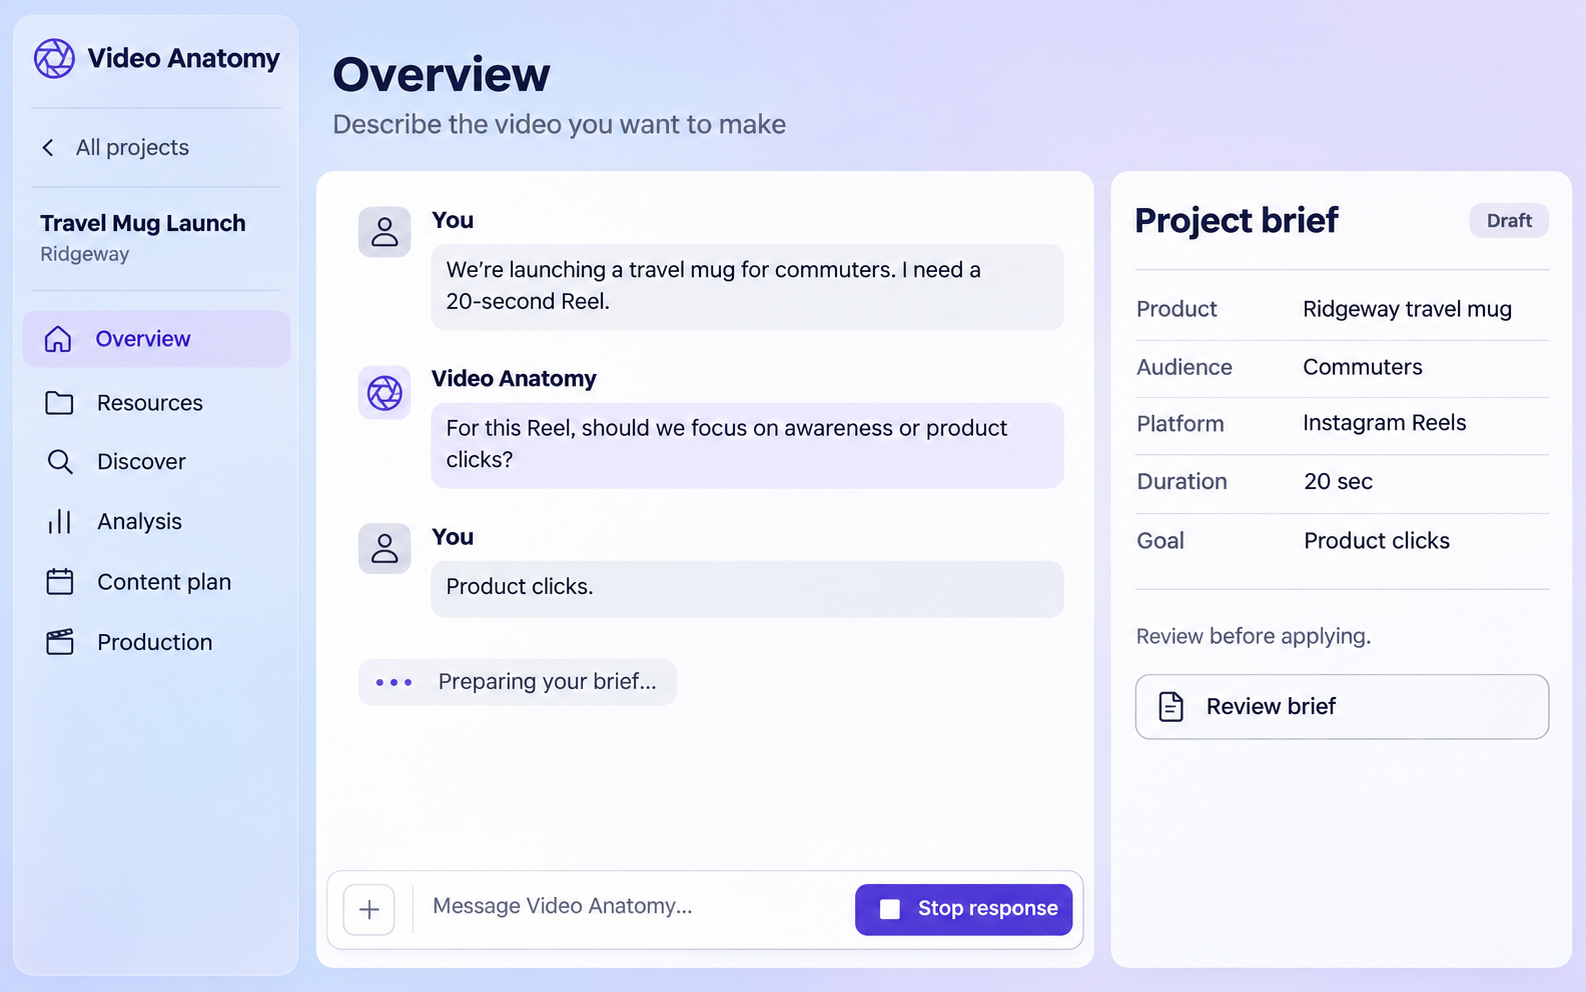 Video Anatomy
All projects
Travel Mug Launch
Ridgeway
Overview
Resources
Discover
Analysis
Content plan
Production
Overview
Describe the video you want to make
You
We’re launching a travel mug for commuters. I need a
20-second Reel.
Video Anatomy
For this Reel, should we focus on awareness or product
clicks?
You
Product clicks.
Preparing your brief...
Message Video Anatomy...
Stop response
Project brief
Draft
Product Ridgeway travel mug
Audience Commuters
Platform Instagram Reels
Duration 20 sec
Goal Product clicks
Review before applying.
Review brief